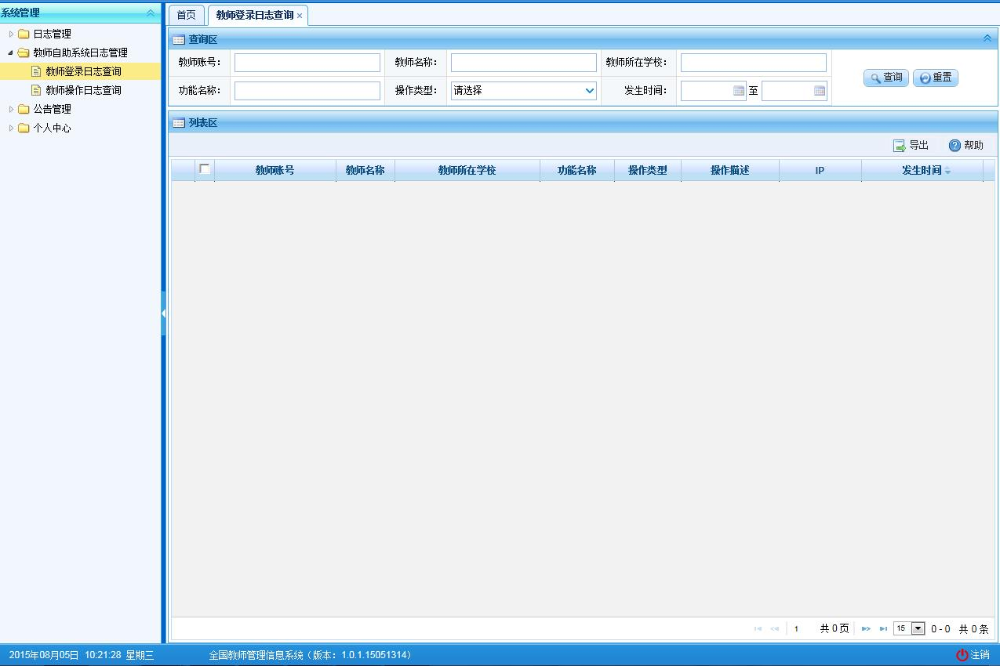 系统管理
日志管理
教师自助系统日志管理
教师登录日志查询
教师操作日志查询
公告管理
个人中心
首页 教师登录日志查询 ×
查询区
教师账号： 教师名称： 教师所在学校：
功能名称： 操作类型： 请选择 发生时间： 至
查询 重置
列表区
导出 帮助
教师账号 教师名称 教师所在学校 功能名称 操作类型 操作描述 IP 发生时间
1 共 0 页 15 0 - 0 共 0 条
2015年08月05日 10:21:28 星期三 全国教师管理信息系统（版本：1.0.1.15051314） 注销